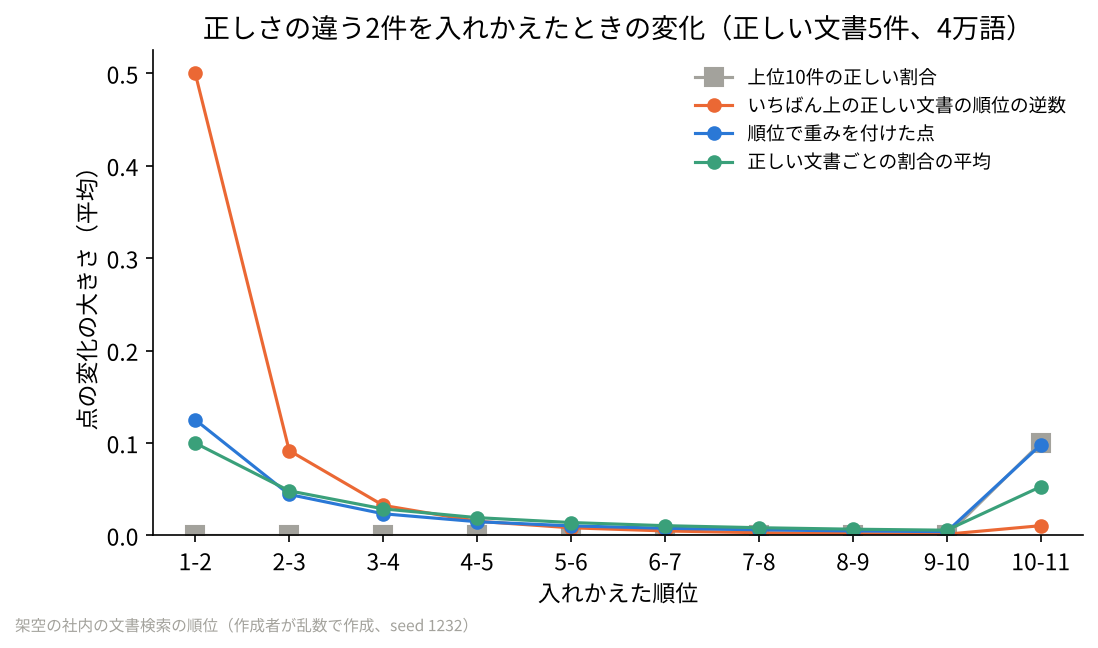 正しさの違う2件を入れかえたときの変化（正しい文書5件、4万語）
上位10件の正しい割合
いちばん上の正しい文書の順位の逆数
順位で重みを付けた点
正しい文書ごとの割合の平均
点の変化の大きさ（平均）
0.5
0.4
0.3
0.2
0.1
0.0
1-2 2-3 3-4 4-5 5-6 6-7 7-8 8-9 9-10 10-11
入れかえた順位
架空の社内の文書検索の順位（作成者が乱数で作成、seed 1232）